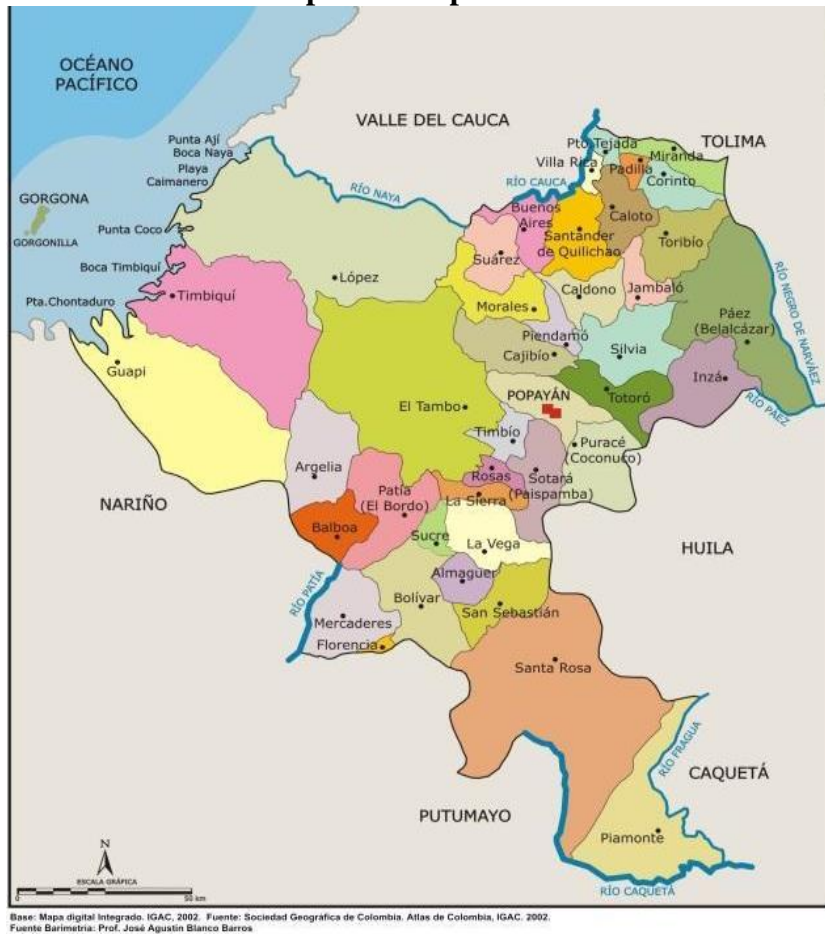 OCÉANO
PACÍFICO
VALLE DEL CAUCA
TOLIMA
Punta Ají
Boca Naya
Playa
Caimanero
RÍO NAYA
GORGONA
GORGONILLA
Punta Coco
Boca Timbiquí
Pta.Chontaduro
Pto Tejada
Villa Rica
Miranda
Padilla
Corinto
RÍO CAUCA
Buenos
Aires
Caloto
Santander
de Quilichao
Toribío
Suárez
López
Timbiquí
Caldono
Jambaló
Morales
Páez
(Belalcázar)
RÍO NEGRO DE NARVÁEZ
Piendamó
Silvia
Cajibío
Guapi
Inzá
RÍO PAEZ
Totoró
POPAYÁN
El Tambo
Timbío
Puracé
(Coconuco)
Argelia
Rosas
Sotará
(Paispamba)
Patía
(El Bordo)
La Sierra
NARIÑO
Balboa
Sucre
La Vega
HUILA
Almaguer
RÍO PATÍA
Bolívar
San Sebastián
Mercaderes
Florencia
Santa Rosa
RÍO FRAGUA
CAQUETÁ
PUTUMAYO
Piamonte
RÍO CAQUETÁ
N
ESCALA GRÁFICA
0
50 km
Base: Mapa digital Integrado. IGAC, 2002. Fuente: Sociedad Geográfica de Colombia. Atlas de Colombia, IGAC. 2002.
Fuente Barimetria: Prof. José Agustin Blanco Barros